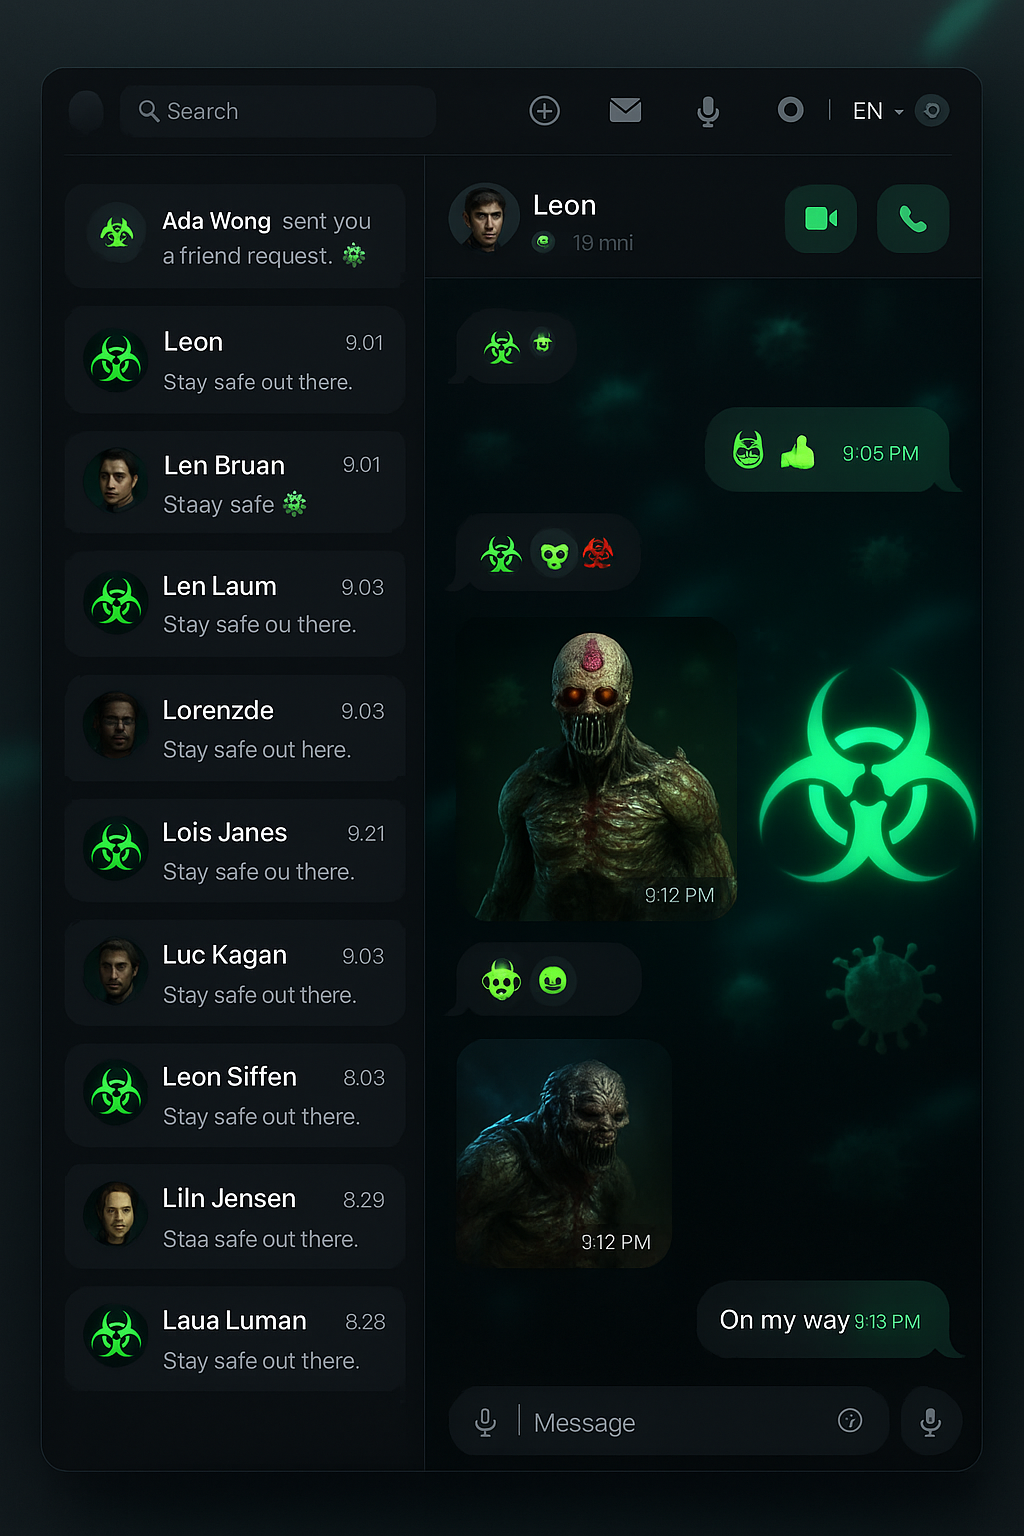 Search
EN
Ada Wong sent you
a friend request.
Leon 9.01
Stay safe out there.
Len Bruan 9.01
Staay safe
Len Laum 9.03
Stay safe ou there.
Lorenzde 9.03
Stay safe out here.
Lois Janes 9.21
Stay safe ou there.
Luc Kagan 9.03
Stay safe out there.
Leon Siffen 8.03
Stay safe out there.
Liln Jensen 8.29
Staa safe out there.
Laua Luman 8.28
Stay safe out there.
Leon
19 mni
9:05 PM
9:12 PM
9:12 PM
On my way 9:13 PM
Message